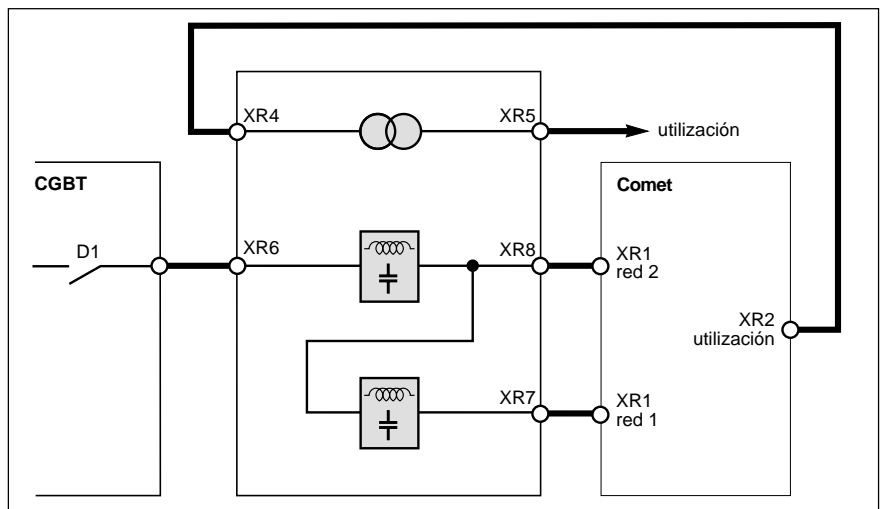 XR4
XR5
utilización
CGBT
Comet
D1
XR6
XR8
XR1
red 2
XR2
utilización
XR7
XR1
red 1